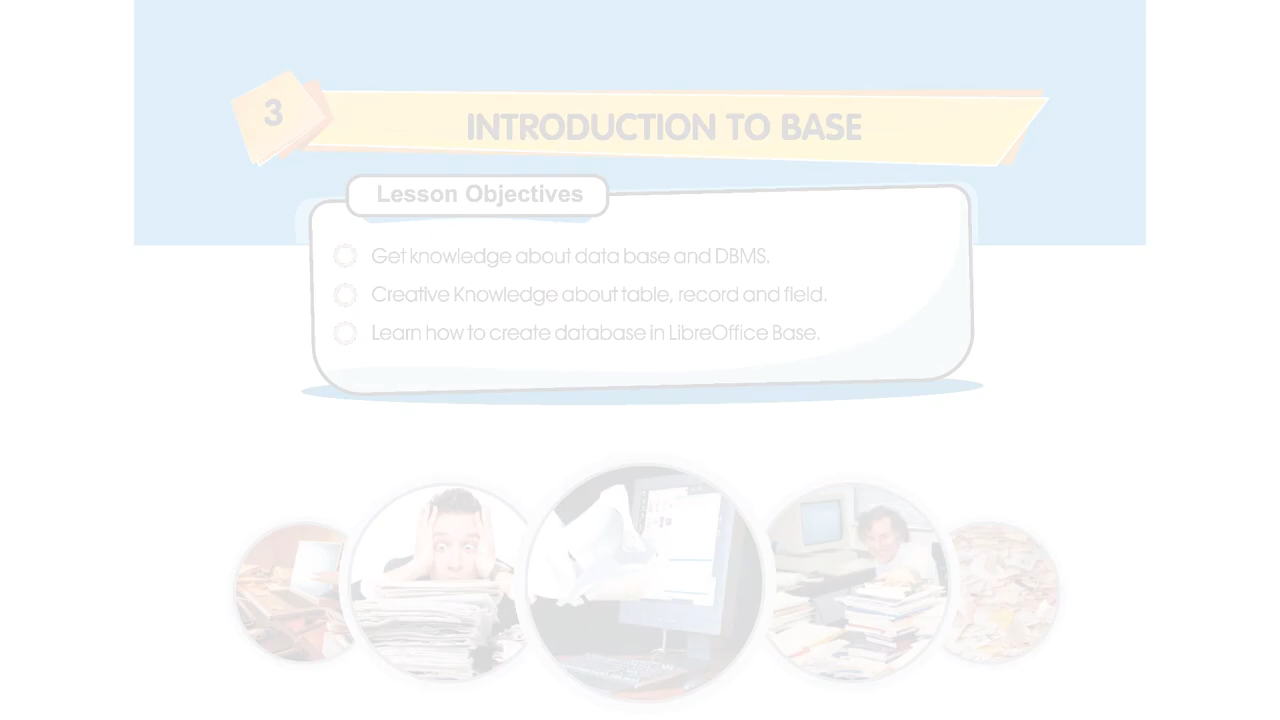 3
INTRODUCTION TO BASE
Lesson Objectives
Get knowledge about data base and DBMS.
Creative Knowledge about table, record and field.
Learn how to create database in LibreOffice Base.